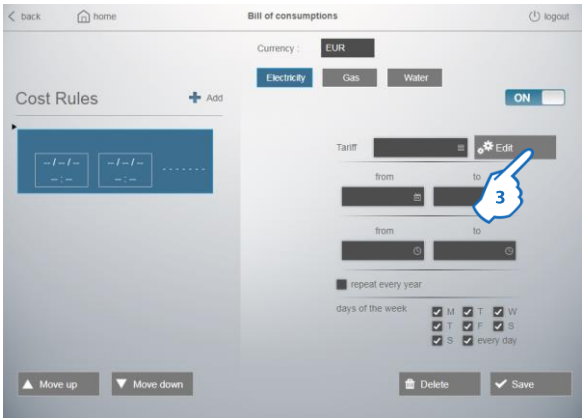 back home Bill of consumptions logout
Currency : EUR
Electricity Gas Water
Cost Rules Add
ON
Tariff Edit
--/--/-- --/--/-- -------
--:-- --:--
from to
3
from to
repeat every year
days of the week M T W
T F S
S every day
Move up Move down Delete Save